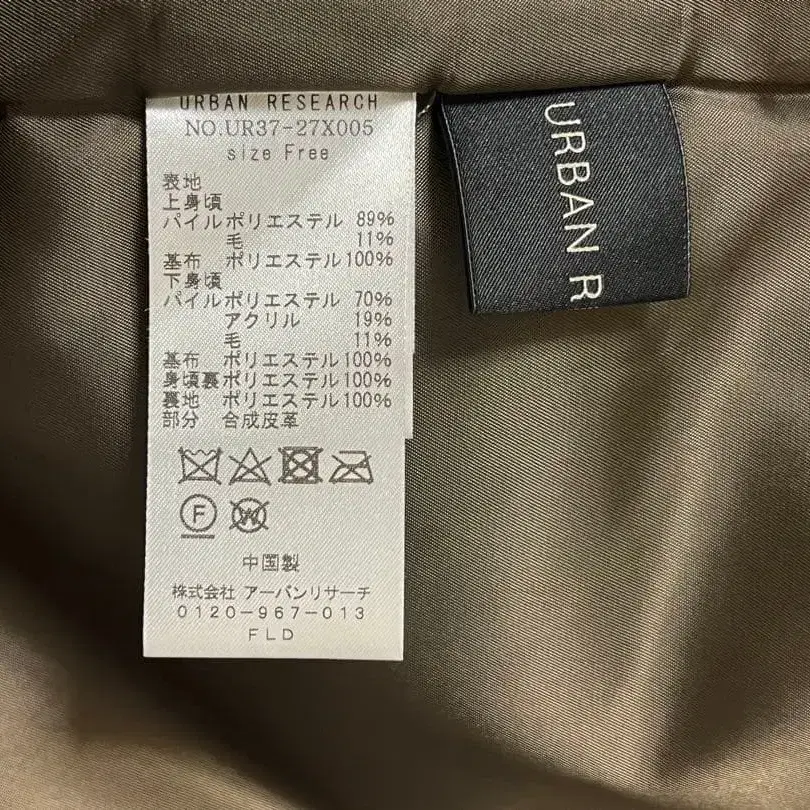 URBAN RESEARCH
NO.UR37-27X005
size Free
表地
上身頃
パイルポリエステル 89%
毛 11%
基布 ポリエステル100%
下身頃
パイルポリエステル 70%
アクリル 19%
毛 11%
基布 ポリエステル100%
身頃裏ポリエステル100%
裏地 ポリエステル100%
部分 合成皮革
F
W
中国製
株式会社 アーバンリサーチ
0120-967-013
FLD
URBAN R